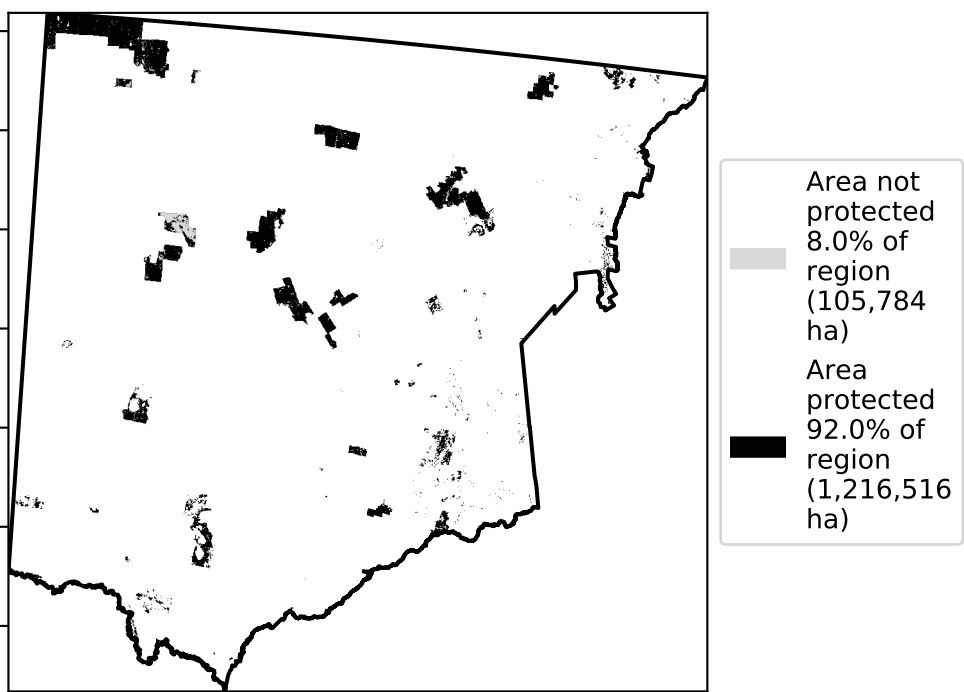 Area not
protected
8.0% of
region
(105,784
ha)
Area
protected
92.0% of
region
(1,216,516
ha)